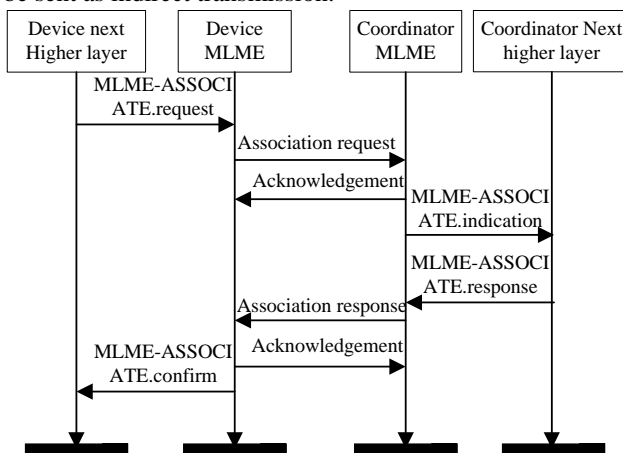 be sent as indirect transmission.
Device next
Higher layer
Device
MLME
Coordinator
MLME
Coordinator Next
higher layer
MLME-ASSOCI
ATE.request
Association request
Acknowledgement
MLME-ASSOCI
ATE.indication
MLME-ASSOCI
ATE.response
Association response
MLME-ASSOCI
ATE.confirm
Acknowledgement